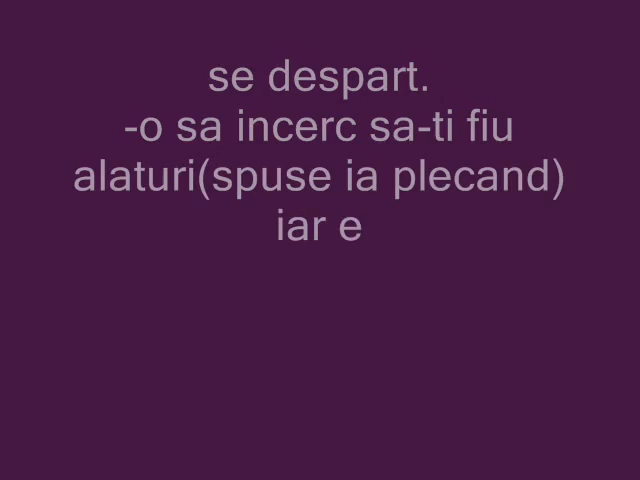 se despart.
-o sa incerc sa-ti fiu
alaturi(spuse ia plecand)
iar e